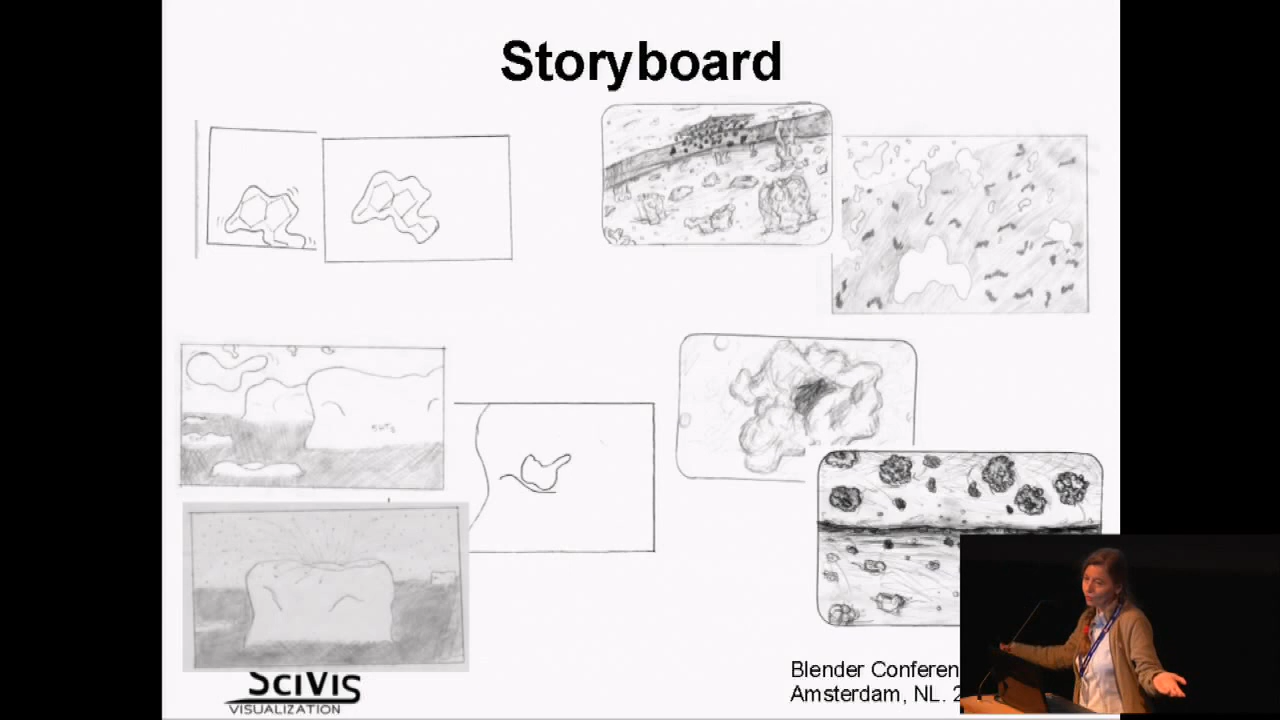 Storyboard
SciVis
VISUALIZATION
Blender Conferen
Amsterdam, NL. 2